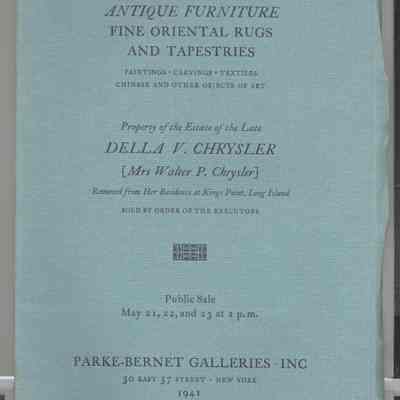 ANTIQUE FURNITURE
FINE ORIENTAL RUGS
AND TAPESTRIES
PAINTINGS · CARVINGS · TEXTILES
CHINESE AND OTHER OBJECTS OF ART
Property of the Estate of the Late
DELLA V. CHRYSLER
[Mrs Walter P. Chrysler]
Removed from Her Residence at Kings Point, Long Island
SOLD BY ORDER OF THE EXECUTORS
Public Sale
May 21, 22, and 23 at 2 p.m.
PARKE-BERNET GALLERIES · INC
30 EAST 57 STREET · NEW YORK
1941